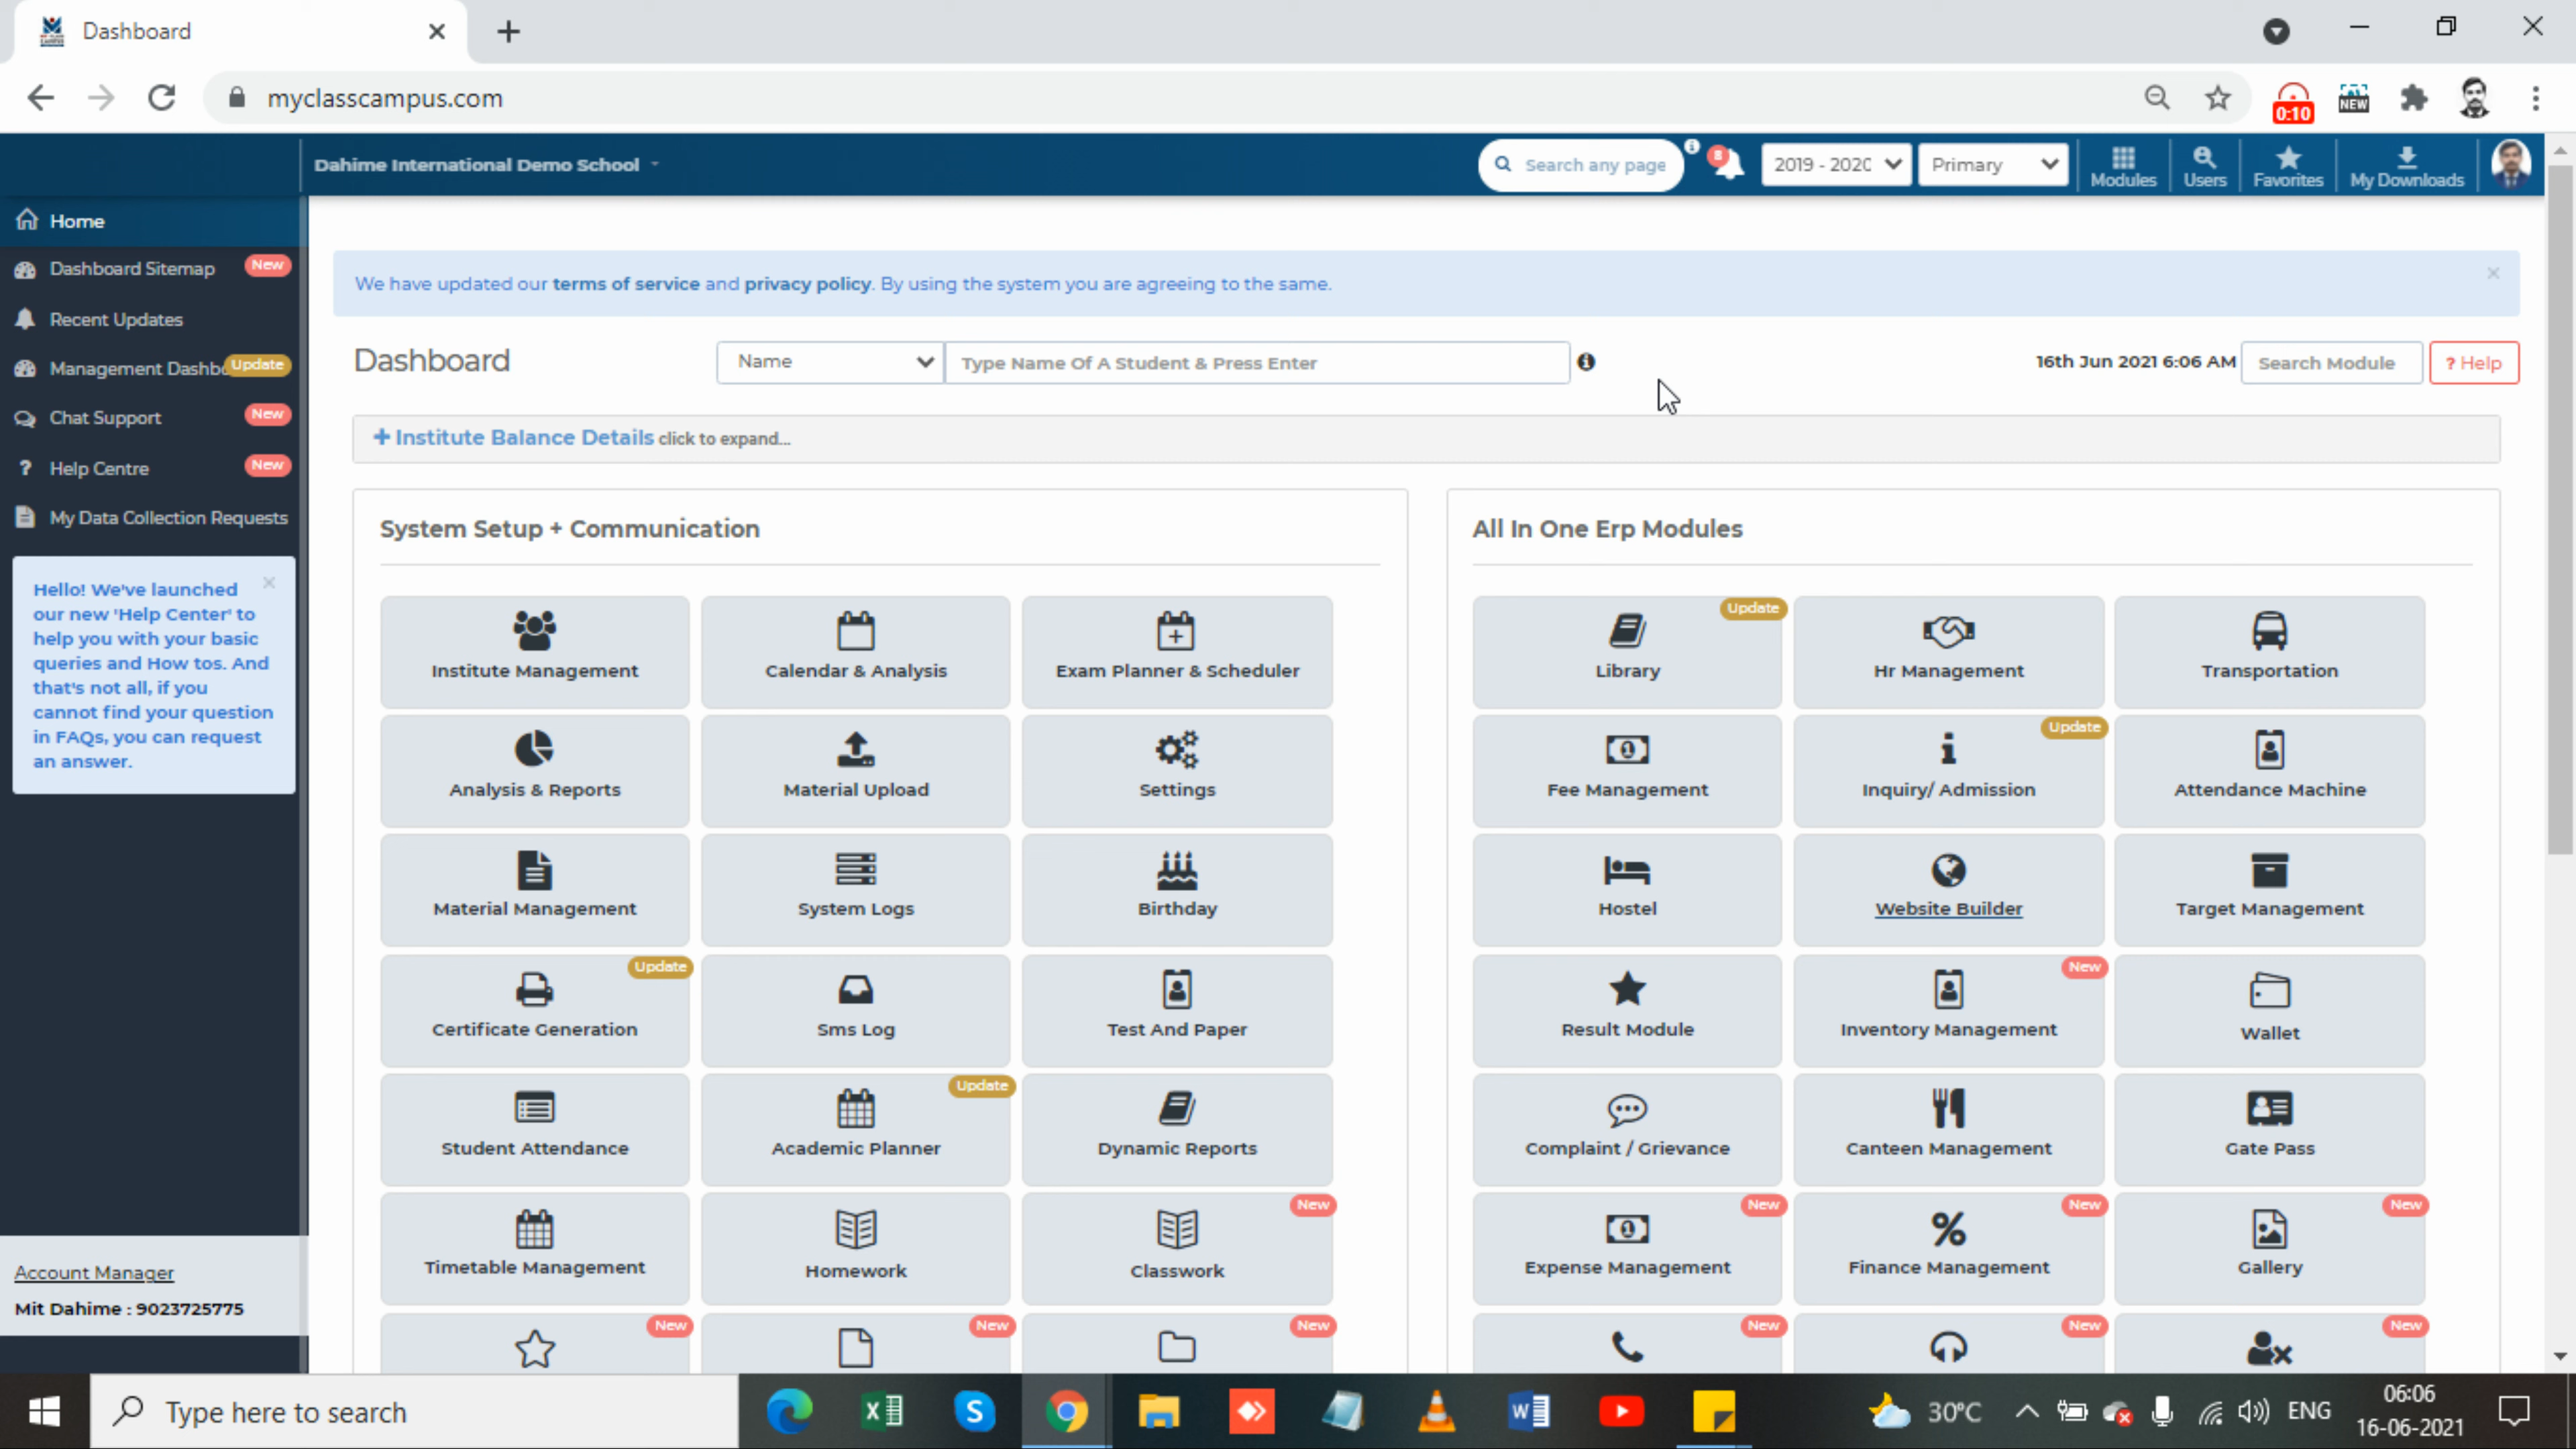 Dashboard
myclasscampus.com
0:10
NEW
Dahime International Demo School
Search any page
8
2019 - 2020
Primary
Modules
Users
Favorites
My Downloads
Home
Dashboard Sitemap
New
Recent Updates
Management Dashbo
Update
Chat Support
New
? Help Centre
New
My Data Collection Requests
Hello! We've launched
our new 'Help Center' to
help you with your basic
queries and How tos. And
that's not all, if you
cannot find your question
in FAQs, you can request
an answer.
Account Manager
Mit Dahime : 9023725775
We have updated our terms of service and privacy policy. By using the system you are agreeing to the same.
Dashboard
Name
Type Name Of A Student & Press Enter
16th Jun 2021 6:06 AM
Search Module
? Help
+ Institute Balance Details click to expand...
System Setup + Communication
Institute Management
Calendar & Analysis
Exam Planner & Scheduler
Analysis & Reports
Material Upload
Settings
Material Management
System Logs
Birthday
Update
Certificate Generation
Sms Log
Test And Paper
Student Attendance
Update
Academic Planner
Dynamic Reports
Timetable Management
Homework
New
Classwork
New
New
New
All In One Erp Modules
Update
Library
Hr Management
Transportation
Fee Management
Update
Inquiry/ Admission
Attendance Machine
Hostel
Website Builder
Target Management
Result Module
New
Inventory Management
Wallet
Complaint / Grievance
Canteen Management
Gate Pass
New
Expense Management
New
Finance Management
New
Gallery
New
New
New
Type here to search
30°C
ENG
06:06
16-06-2021